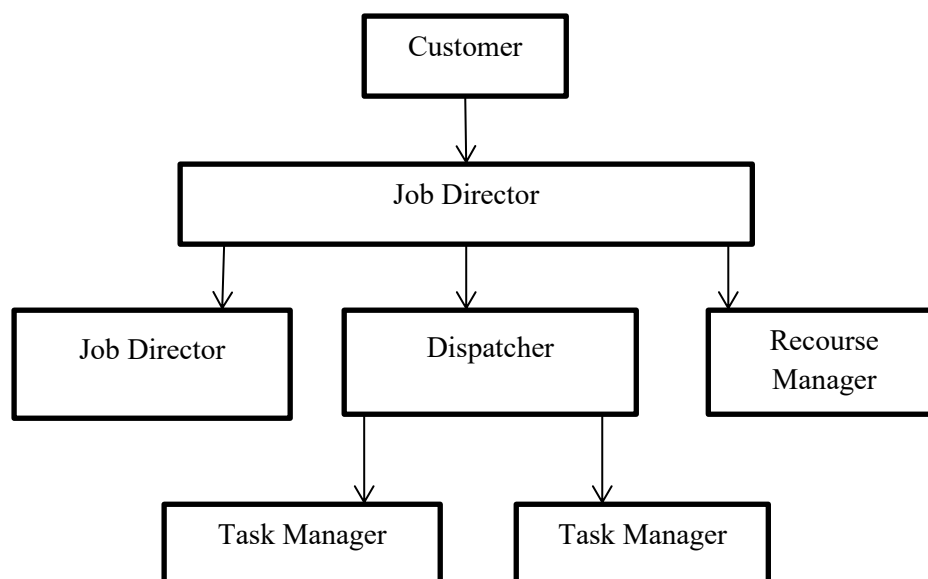 Customer
Job Director
Job Director
Dispatcher
Recourse
Manager
Task Manager
Task Manager